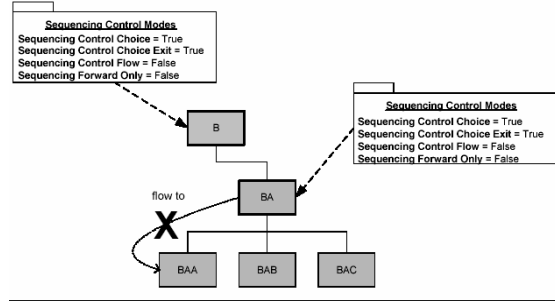 Sequencing Control Modes
Sequencing Control Choice = True
Sequencing Control Choice Exit = True
Sequencing Control Flow = False
Sequencing Forward Only = False
Sequencing Control Modes
Sequencing Control Choice = True
Sequencing Control Choice Exit = True
Sequencing Control Flow = False
Sequencing Forward Only = False
B
flow to
BA
X
BAA
BAB
BAC